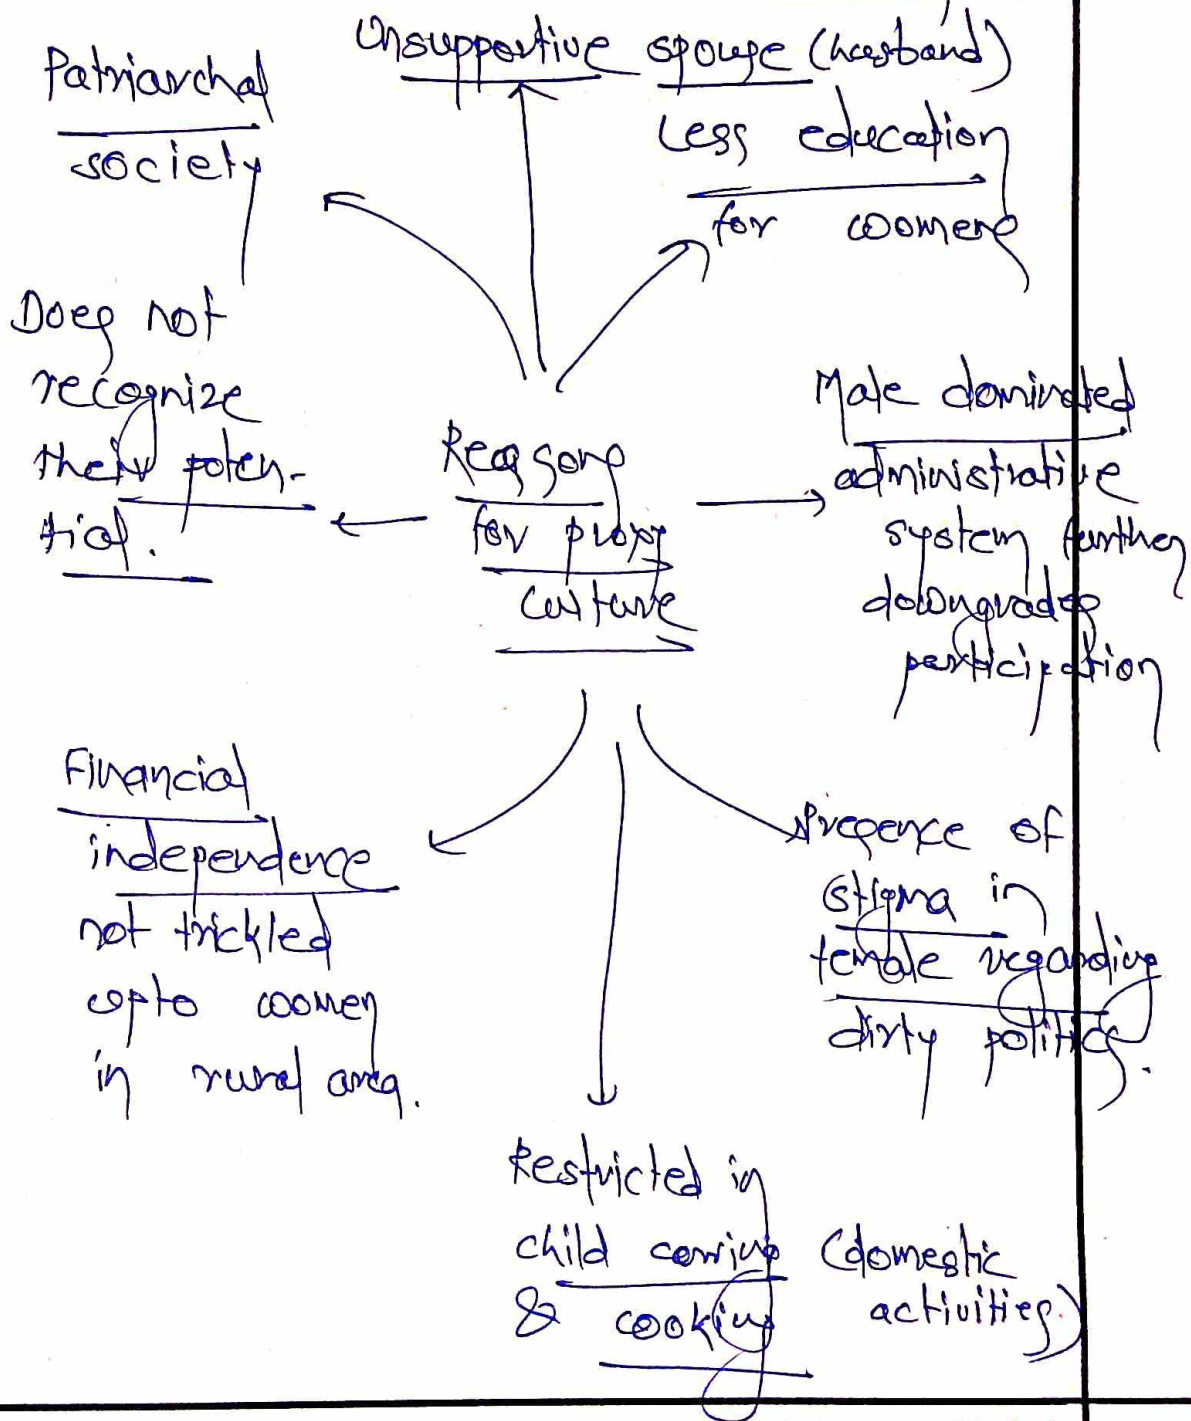 Patriarchal
society
Unsupportive spouse (husband)
Less education
for women
Does not
recognize
their poten-
tial.
Reasons
for proxy
culture
Male dominated
administrative
system further
downgrades
participation
Financial
independence
not trickled
upto women
in rural area.
Presence of
stigma in
female regarding
dirty politics.
Restricted in
child carring (domestic
& cooking activities)